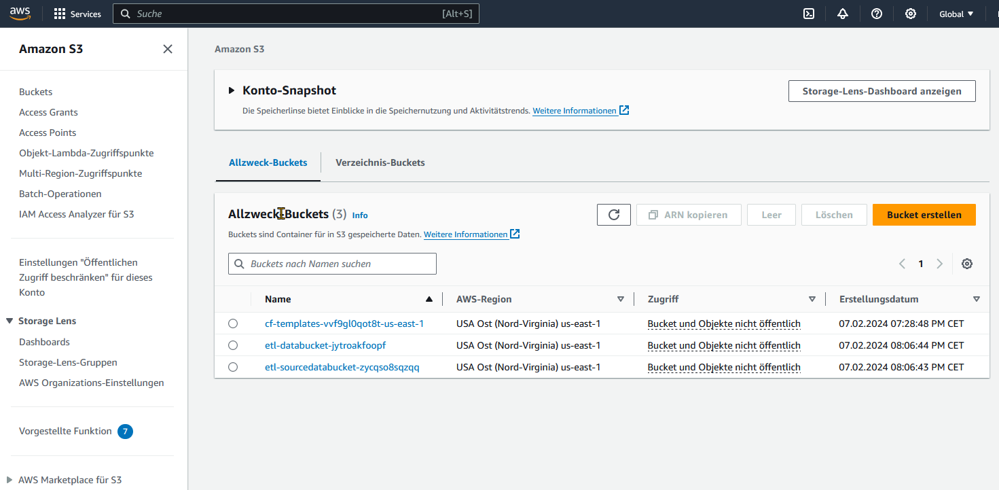 aws
Services
Suche
[Alt+S]
Global
Amazon S3
Buckets
Access Grants
Access Points
Objekt-Lambda-Zugriffspunkte
Multi-Region-Zugriffspunkte
Batch-Operationen
IAM Access Analyzer für S3
Einstellungen "Öffentlichen
Zugriff beschränken" für dieses
Konto
Storage Lens
Dashboards
Storage-Lens-Gruppen
AWS Organizations-Einstellungen
Vorgestellte Funktion 7
AWS Marketplace für S3
Amazon S3
Konto-Snapshot
Storage-Lens-Dashboard anzeigen
Die Speicherlinse bietet Einblicke in die Speichernutzung und Aktivitätstrends. Weitere Informationen
Allzweck-Buckets
Verzeichnis-Buckets
Allzweck-Buckets (3) Info
ARN kopieren
Leer
Löschen
Bucket erstellen
Buckets sind Container für in S3 gespeicherte Daten. Weitere Informationen
Buckets nach Namen suchen
1
Name AWS-Region Zugriff Erstellungsdatum
cf-templates-vvf9gl0qot8t-us-east-1 USA Ost (Nord-Virginia) us-east-1 Bucket und Objekte nicht öffentlich 07.02.2024 07:28:48 PM CET
etl-databucket-jytroakfoopf USA Ost (Nord-Virginia) us-east-1 Bucket und Objekte nicht öffentlich 07.02.2024 08:06:44 PM CET
etl-sourcedatabucket-zycqso8sqzqq USA Ost (Nord-Virginia) us-east-1 Bucket und Objekte nicht öffentlich 07.02.2024 08:06:43 PM CET